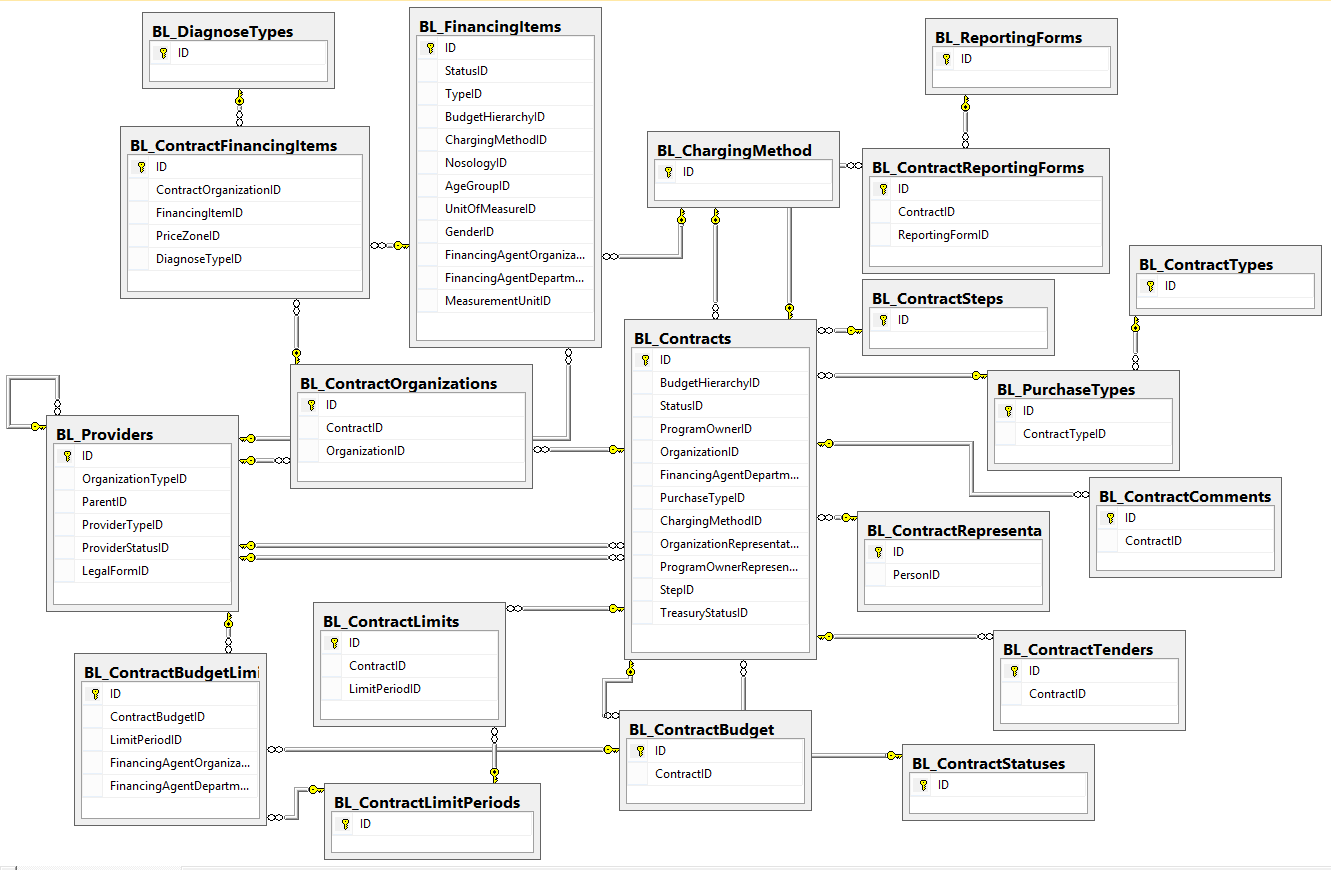 BL_DiagnoseTypes
ID
BL_FinancingItems
ID
StatusID
TypeID
BudgetHierarchyID
ChargingMethodID
NosologyID
AgeGroupID
UnitOfMeasureID
GenderID
FinancingAgentOrganiza...
FinancingAgentDepartm...
MeasurementUnitID
BL_ReportingForms
ID
BL_ContractFinancingItems
ID
ContractOrganizationID
FinancingItemID
PriceZoneID
DiagnoseTypeID
BL_ChargingMethod
ID
BL_ContractReportingForms
ID
ContractID
ReportingFormID
BL_ContractTypes
ID
BL_ContractSteps
ID
BL_Contracts
ID
BudgetHierarchyID
StatusID
ProgramOwnerID
OrganizationID
FinancingAgentDepartm...
PurchaseTypeID
ChargingMethodID
OrganizationRepresentat...
ProgramOwnerRepresen...
StepID
TreasuryStatusID
BL_ContractOrganizations
ID
ContractID
OrganizationID
BL_PurchaseTypes
ID
ContractTypeID
BL_Providers
ID
OrganizationTypeID
ParentID
ProviderTypeID
ProviderStatusID
LegalFormID
BL_ContractComments
ID
ContractID
BL_ContractRepresenta
ID
PersonID
BL_ContractLimits
ID
ContractID
LimitPeriodID
BL_ContractTenders
ID
ContractID
BL_ContractBudgetLimi
ID
ContractBudgetID
LimitPeriodID
FinancingAgentOrganiza...
FinancingAgentDepartm...
BL_ContractBudget
ID
ContractID
BL_ContractStatuses
ID
BL_ContractLimitPeriods
ID